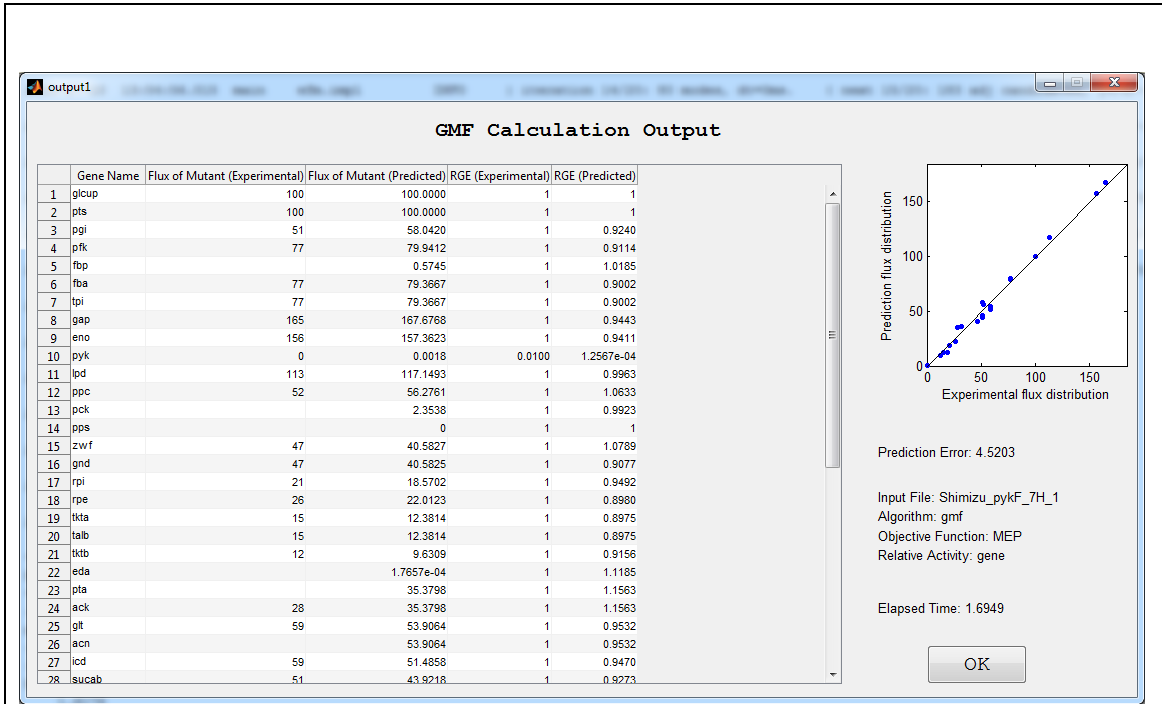 output1
GMF Calculation Output
Gene Name Flux of Mutant (Experimental) Flux of Mutant (Predicted) RGE (Experimental) RGE (Predicted)
1 glcup 100 100.0000 1 1
2 pts 100 100.0000 1 1
3 pgi 51 58.0420 1 0.9240
4 pfk 77 79.9412 1 0.9114
5 fbp 0.5745 1 1.0185
6 fba 77 79.3667 1 0.9002
7 tpi 77 79.3667 1 0.9002
8 gap 165 167.6768 1 0.9443
9 eno 156 157.3623 1 0.9411
10 pyk 0 0.0018 0.0100 1.2567e-04
11 lpd 113 117.1493 1 0.9963
12 ppc 52 56.2761 1 1.0633
13 pck 2.3538 1 0.9923
14 pps 0 1 1
15 zwf 47 40.5827 1 1.0789
16 gnd 47 40.5825 1 0.9077
17 rpi 21 18.5702 1 0.9492
18 rpe 26 22.0123 1 0.8980
19 tkta 15 12.3814 1 0.8975
20 talb 15 12.3814 1 0.8975
21 tktb 12 9.6309 1 0.9156
22 eda 1.7657e-04 1 1.1185
23 pta 35.3798 1 1.1563
24 ack 28 35.3798 1 1.1563
25 glt 59 53.9064 1 0.9532
26 acn 53.9064 1 0.9532
27 icd 59 51.4858 1 0.9470
28 sucab 51 43.9218 1 0.9273
Prediction flux distribution
150
100
50
0
0 50 100 150
Experimental flux distribution
Prediction Error: 4.5203
Input File: Shimizu_pykF_7H_1
Algorithm: gmf
Objective Function: MEP
Relative Activity: gene
Elapsed Time: 1.6949
OK